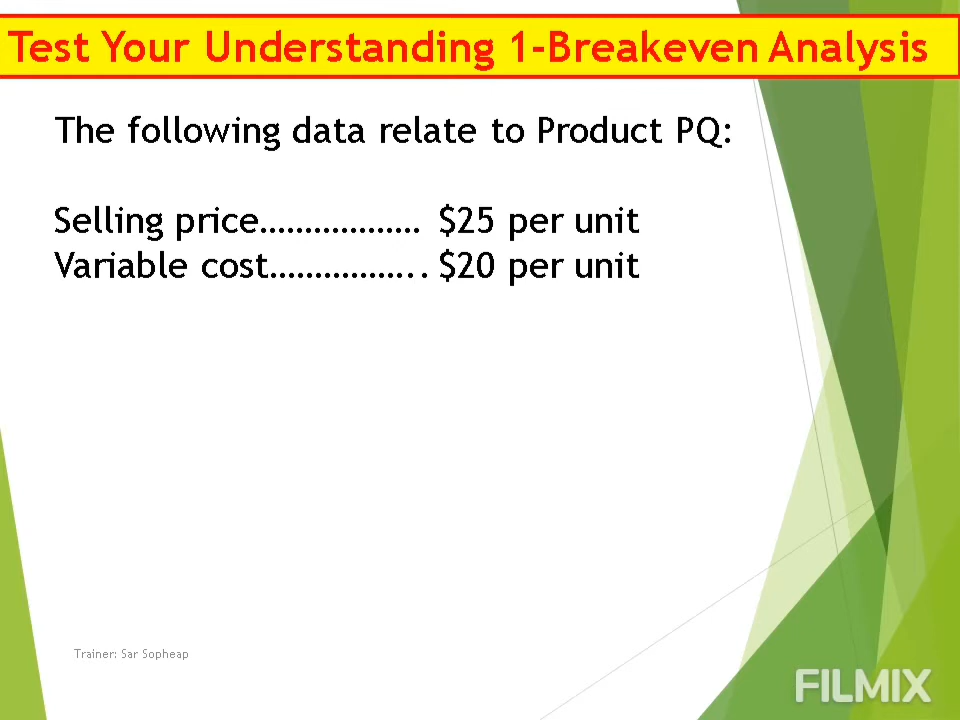 Test Your Understanding 1-Breakeven Analysis
The following data relate to Product PQ:
Selling price……………… $25 per unit
Variable cost…………….. $20 per unit
Trainer: Sar Sopheap
FILMIX